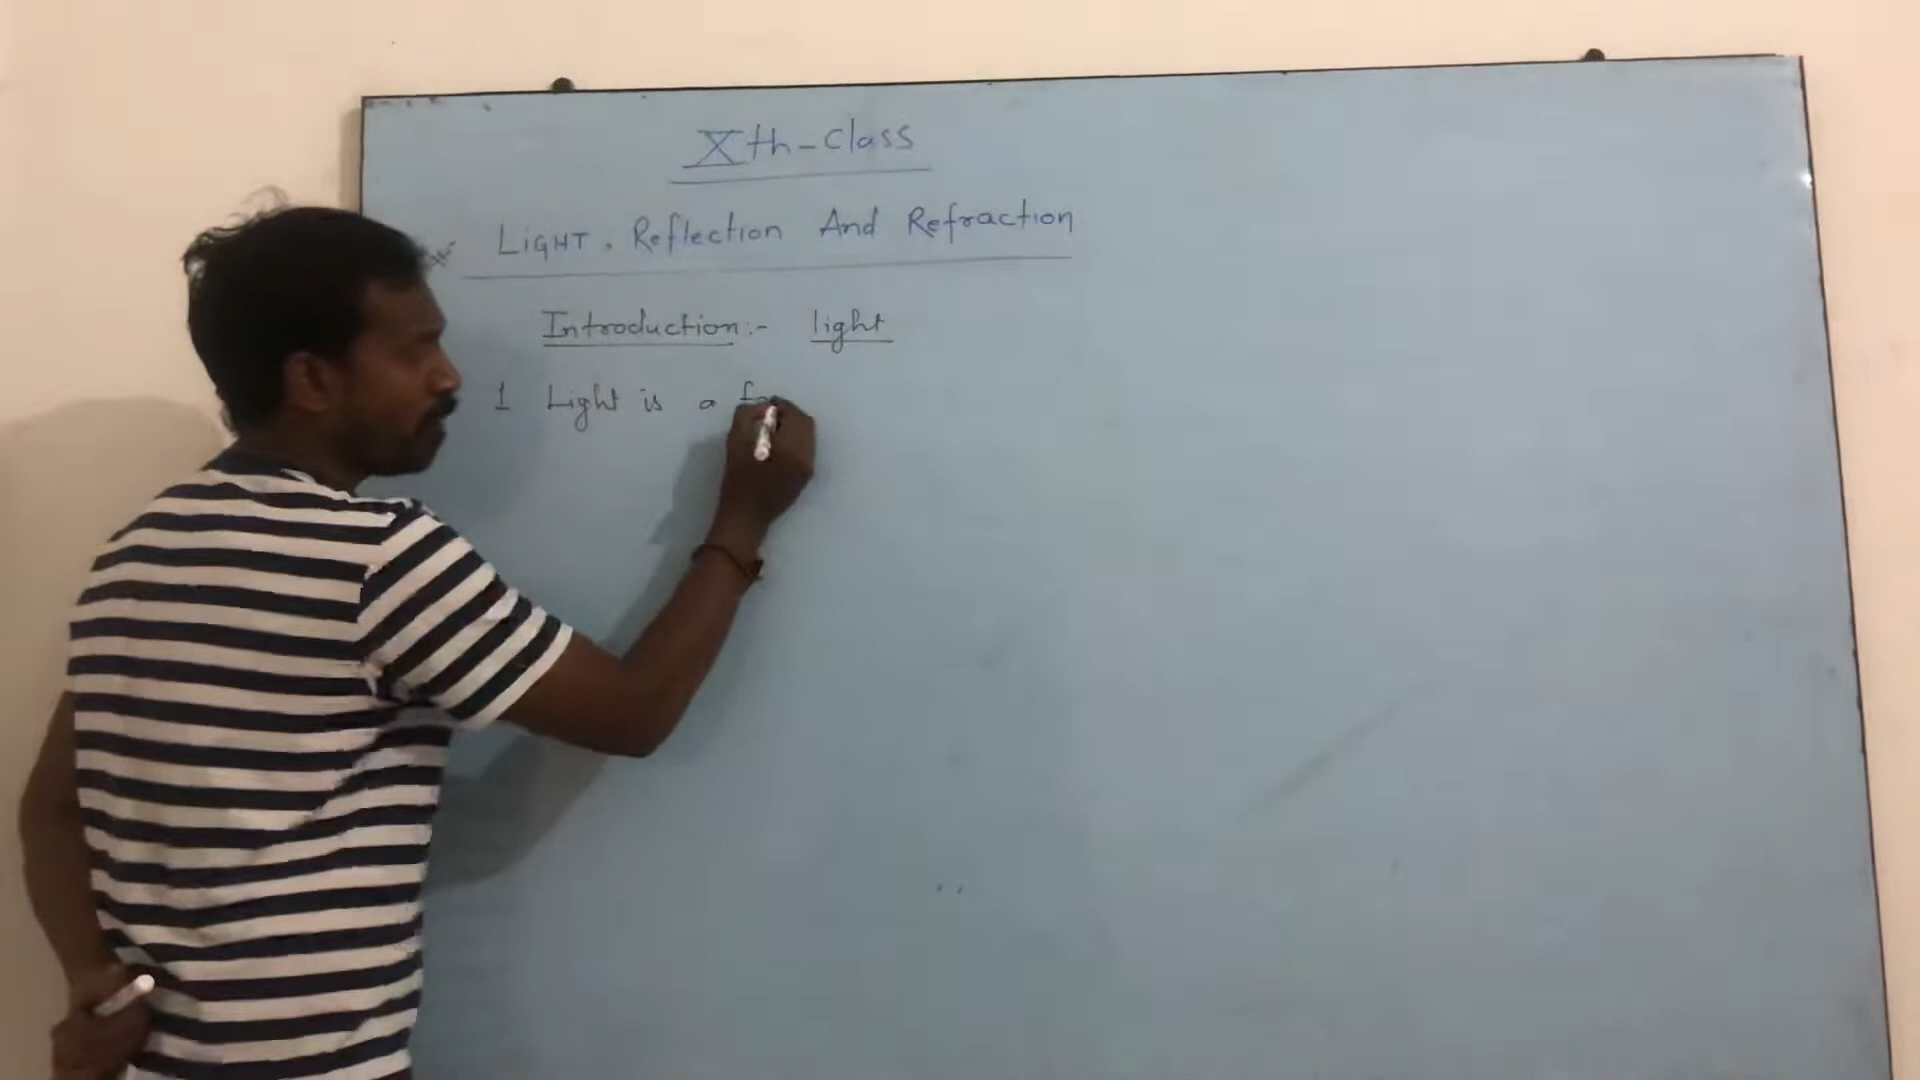 Xth-class
LIGHT, Reflection And Refraction
Introduction:- light
1 Light is a